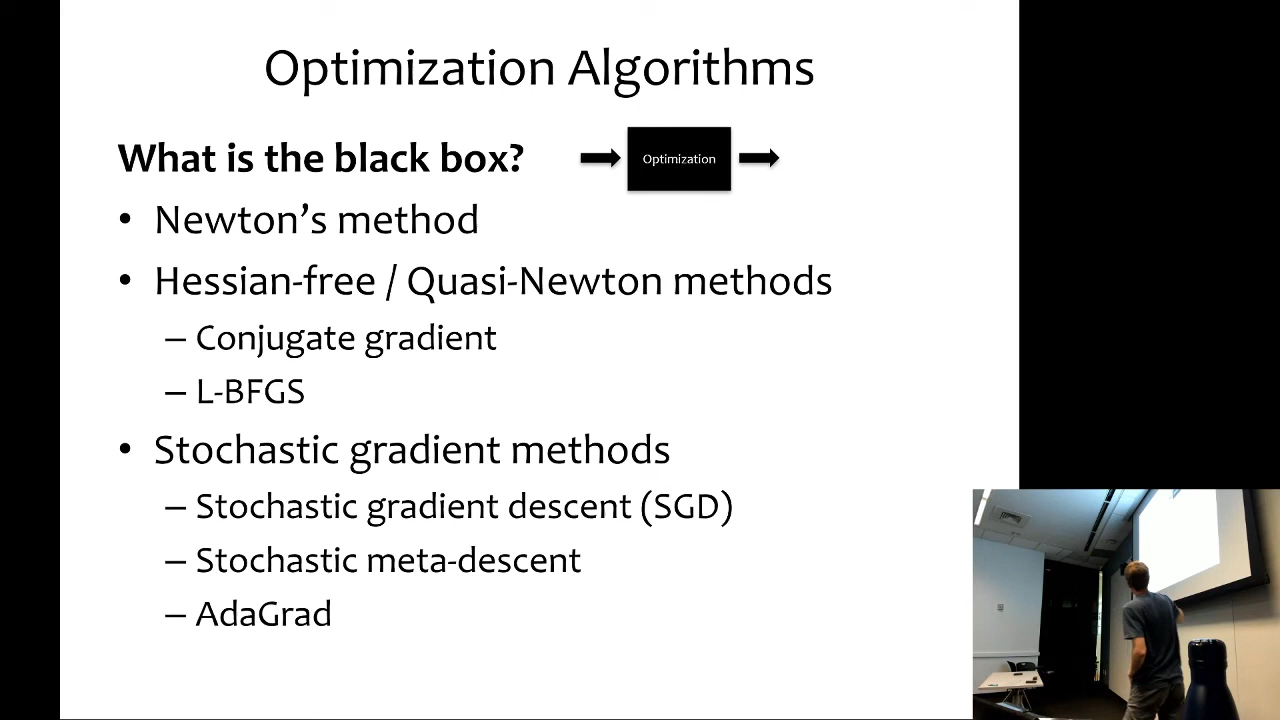 Optimization Algorithms
What is the black box?
Optimization
• Newton’s method
• Hessian-free / Quasi-Newton methods
– Conjugate gradient
– L-BFGS
• Stochastic gradient methods
– Stochastic gradient descent (SGD)
– Stochastic meta-descent
– AdaGrad